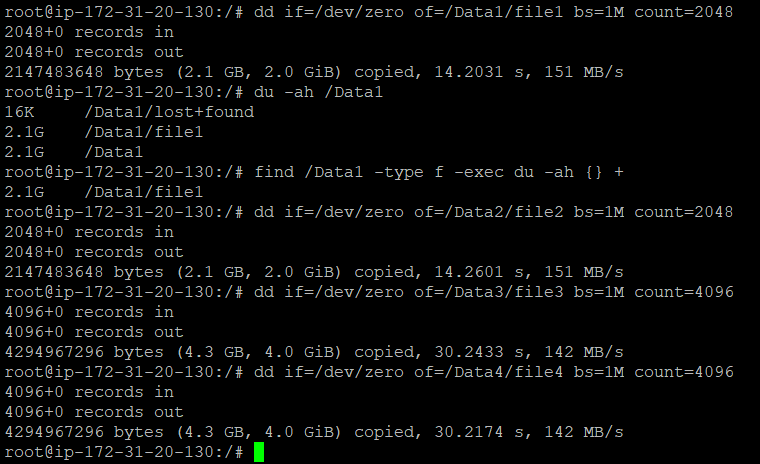 root@ip-172-31-20-130:/# dd if=/dev/zero of=/Data1/file1 bs=1M count=2048
2048+0 records in
2048+0 records out
2147483648 bytes (2.1 GB, 2.0 GiB) copied, 14.2031 s, 151 MB/s
root@ip-172-31-20-130:/# du -ah /Data1
16K     /Data1/lost+found
2.1G    /Data1/file1
2.1G    /Data1
root@ip-172-31-20-130:/# find /Data1 -type f -exec du -ah {} +
2.1G    /Data1/file1
root@ip-172-31-20-130:/# dd if=/dev/zero of=/Data2/file2 bs=1M count=2048
2048+0 records in
2048+0 records out
2147483648 bytes (2.1 GB, 2.0 GiB) copied, 14.2601 s, 151 MB/s
root@ip-172-31-20-130:/# dd if=/dev/zero of=/Data3/file3 bs=1M count=4096
4096+0 records in
4096+0 records out
4294967296 bytes (4.3 GB, 4.0 GiB) copied, 30.2433 s, 142 MB/s
root@ip-172-31-20-130:/# dd if=/dev/zero of=/Data4/file4 bs=1M count=4096
4096+0 records in
4096+0 records out
4294967296 bytes (4.3 GB, 4.0 GiB) copied, 30.2174 s, 142 MB/s
root@ip-172-31-20-130:/#